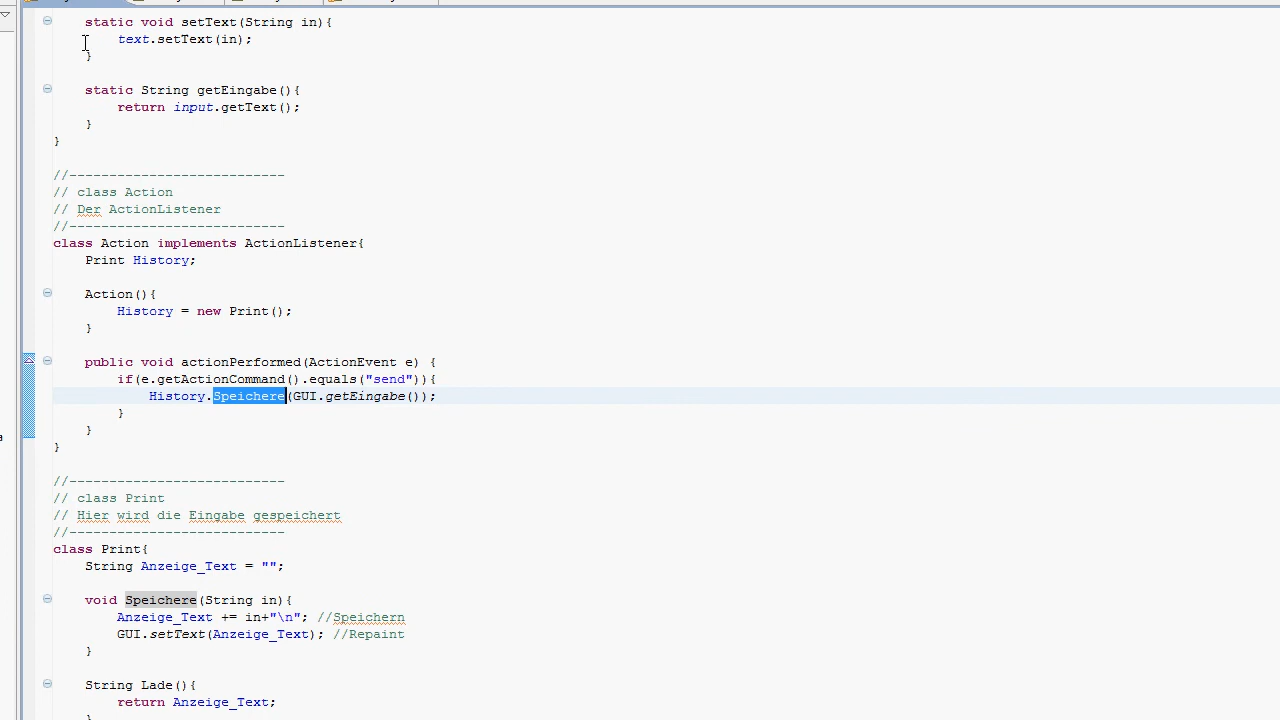 static void setText(String in){
text.setText(in);
}
static String getEingabe(){
return input.getText();
}
}
//---------------------------
// class Action
// Der ActionListener
//---------------------------
class Action implements ActionListener{
Print History;
Action(){
History = new Print();
}
public void actionPerformed(ActionEvent e) {
if(e.getActionCommand().equals("send")){
History.Speichere(GUI.getEingabe());
}
}
}
//---------------------------
// class Print
// Hier wird die Eingabe gespeichert
//---------------------------
class Print{
String Anzeige_Text = "";
void Speichere(String in){
Anzeige_Text += in+"\n"; //Speichern
GUI.setText(Anzeige_Text); //Repaint
}
String Lade(){
return Anzeige_Text;
}